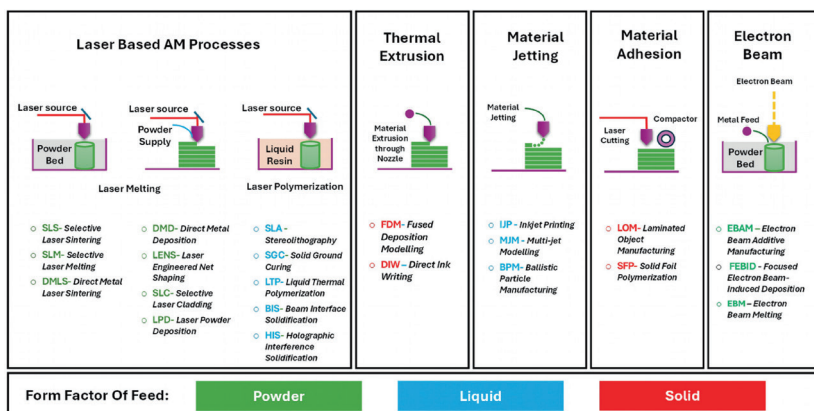 Laser Based AM Processes
Laser source
Powder
Bed
Laser source
Powder
Supply
Laser source
Liquid
Resin
Laser Melting
Laser Polymerization
SLS- Selective
Laser Sintering
SLM- Selective
Laser Melting
DMLS- Direct Metal
Laser Sintering
DMD- Direct Metal
Deposition
LENS- Laser
Engineered Net
Shaping
SLC- Selective
Laser Cladding
LPD- Laser Powder
Deposition
SLA -
Stereolithography
SGC- Solid Ground
Curing
LTP- Liquid Thermal
Polymerization
BIS- Beam Interface
Solidification
HIS- Holographic
Interference
Solidification
Thermal
Extrusion
Material
Extrusion
through
Nozzle
FDM- Fused
Deposition
Modelling
DIW – Direct Ink
Writing
Material
Jetting
Material
Jetting
IJP - Inkjet Printing
MJM- Multi-jet
Modelling
BPM- Ballistic
Particle
Manufacturing
Material
Adhesion
Compactor
Laser
Cutting
LOM- Laminated
Object
Manufacturing
SFP- Solid Foil
Polymerization
Electron
Beam
Electron Beam
Metal Feed
Powder
Bed
EBAM – Electron
Beam Additive
Manufacturing
FEBID - Focused
Electron Beam-
Induced Deposition
EBM – Electron
Beam Melting
Form Factor Of Feed:
Powder
Liquid
Solid